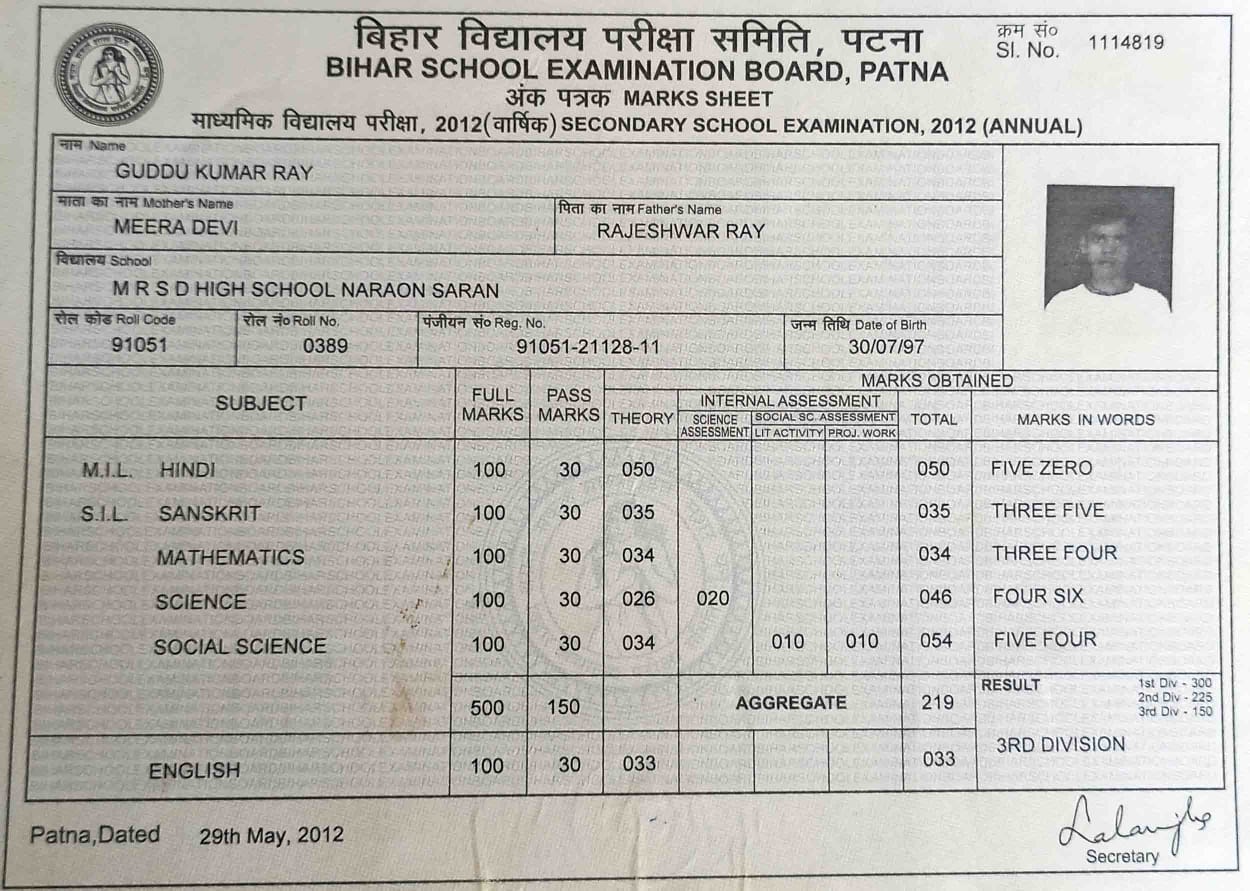 बिहार विद्यालय परीक्षा समिति, पटना
क्रम सं०
Sl. No. 1114819
BIHAR SCHOOL EXAMINATION BOARD, PATNA
अंक पत्रक MARKS SHEET
माध्यमिक विद्यालय परीक्षा, 2012(वार्षिक) SECONDARY SCHOOL EXAMINATION, 2012 (ANNUAL)
नाम Name
GUDDU KUMAR RAY
माता का नाम Mother's Name पिता का नाम Father's Name
MEERA DEVI RAJESHWAR RAY
विद्यालय School
M R S D HIGH SCHOOL NARAON SARAN
रोल कोड Roll Code रोल नं० Roll No. पंजीयन सं० Reg. No. जन्म तिथि Date of Birth
91051 0389 91051-21128-11 30/07/97
MARKS OBTAINED
SUBJECT FULL MARKS PASS MARKS THEORY INTERNAL ASSESSMENT TOTAL MARKS IN WORDS
SCIENCE ASSESSMENT SOCIAL SC. ASSESSMENT
LIT ACTIVITY PROJ. WORK
M.I.L. HINDI 100 30 050 050 FIVE ZERO
S.I.L. SANSKRIT 100 30 035 035 THREE FIVE
MATHEMATICS 100 30 034 034 THREE FOUR
SCIENCE 100 30 026 020 046 FOUR SIX
SOCIAL SCIENCE 100 30 034 010 010 054 FIVE FOUR
500 150 AGGREGATE 219 RESULT 1st Div - 300
2nd Div - 225
3rd Div - 150
3RD DIVISION
ENGLISH 100 30 033 033
Patna,Dated 29th May, 2012
Secretary